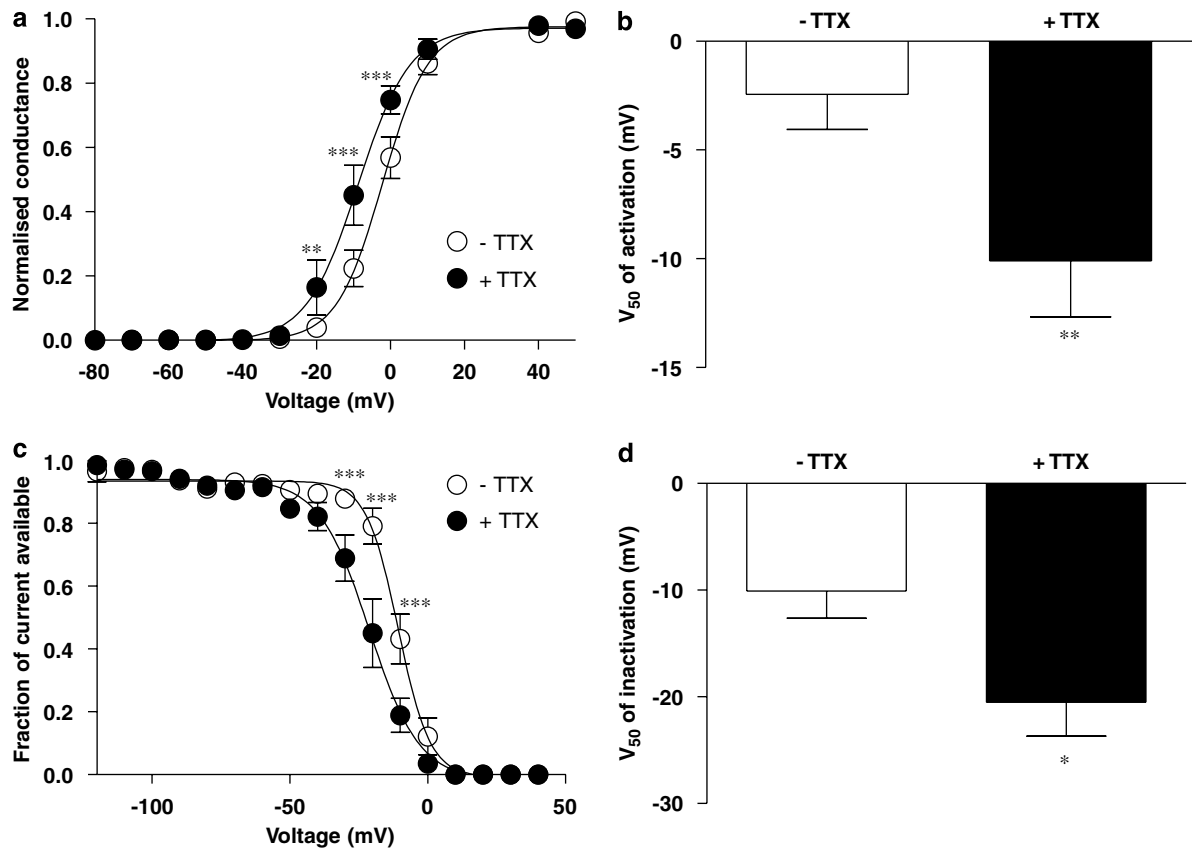 a
1.0
0.8
0.6
0.4
0.2
0.0
Normalised conductance
***
***
**
- TTX
+ TTX
-80 -60 -40 -20 0 20 40
Voltage (mV)
b
- TTX + TTX
0
-5
-10
-15
V50 of activation (mV)
**
c
1.0
0.8
0.6
0.4
0.2
0.0
Fraction of current available
***
***
***
- TTX
+ TTX
-100 -50 0 50
Voltage (mV)
d
- TTX + TTX
0
-10
-20
-30
V50 of inactivation (mV)
*